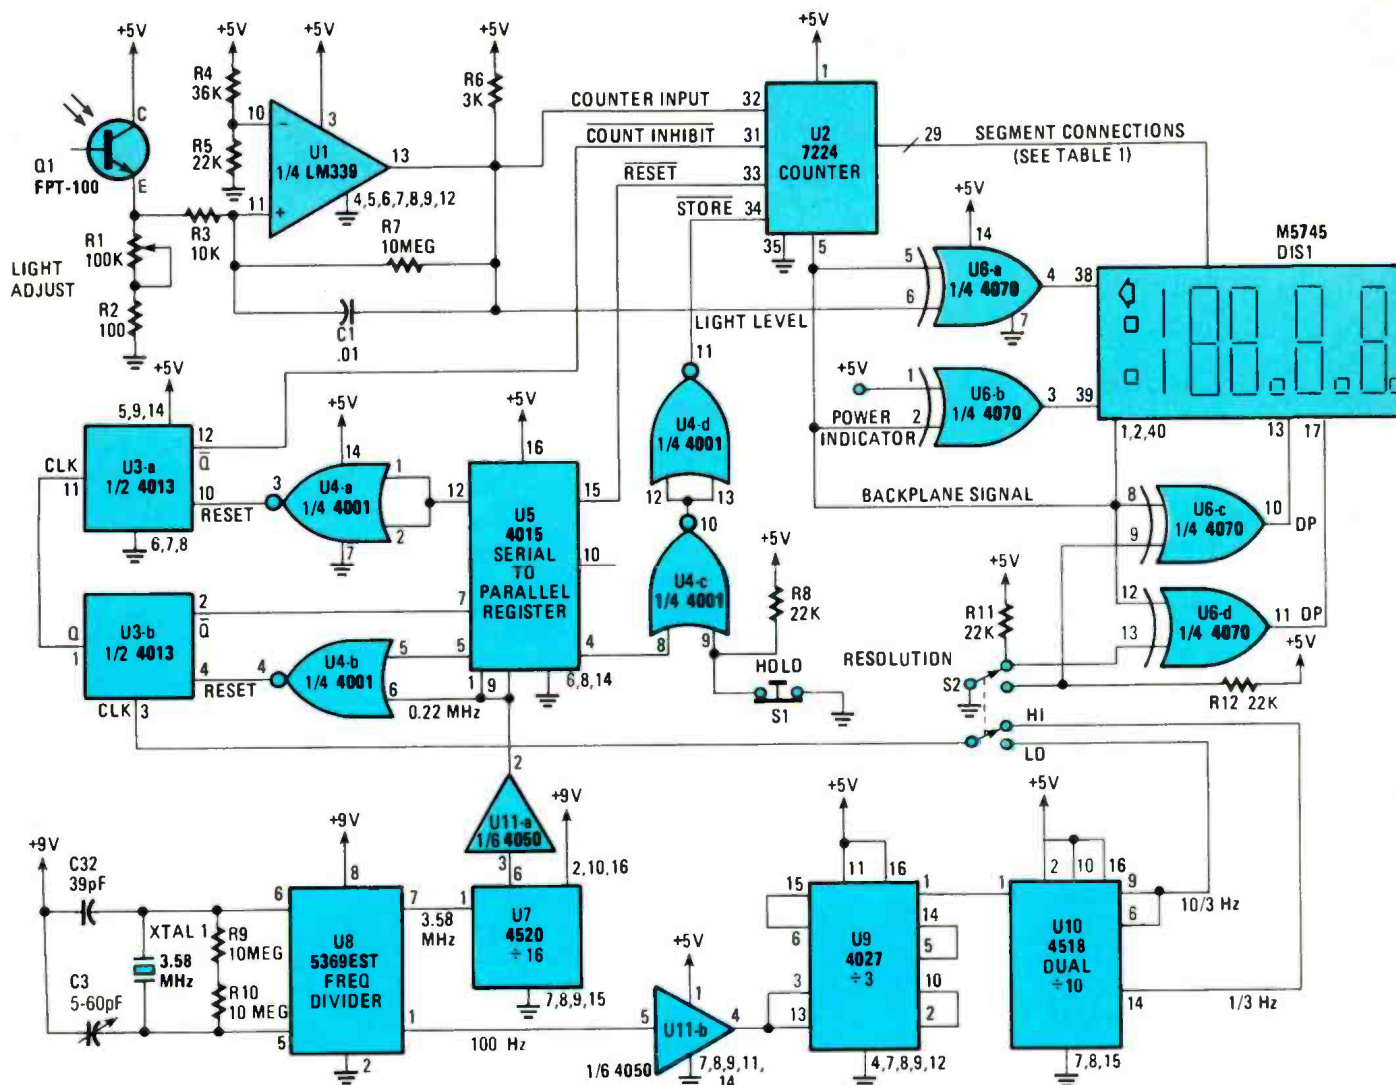 +5V
+5V
+5V
+5V
+5V
R4
36K
R6
3K
1
C
10
−
3
COUNTER INPUT
32
U2
7224
COUNTER
COUNT INHIBIT
31
29
SEGMENT CONNECTIONS
(SEE TABLE 1)
R5
22K
U1
1/4 LM339
13
RESET
33
Q1
FPT-100
E
11
+
4,5,6,7,8,9,12
STORE
34
+5V
14
R1
100K
R3
10K
R7
10MEG
35
5
M5745
DIS1
LIGHT
ADJUST
5
U6-a
1/4 4070
4
38
6
7
R2
100
C1
.01
LIGHT LEVEL
11
+5V
1
U6-b
1/4 4070
3
39
POWER
INDICATOR
2
+5V
5,9,14
+5V
+5V
U4-d
1/4 4001
1,2,40
13
17
12
Q
CLK
11
U3-a
1/2 4013
14
16
3
U4-a
1/4 4001
1
12
15
12
13
BACKPLANE SIGNAL
8
U6-c
1/4 4070
10
DP
10
RESET
2
U5
4015
SERIAL
TO
PARALLEL
REGISTER
10
9
6,7,8
7
10
+5V
+5V
12
U6-d
1/4 4070
11
DP
2
Q
7
U4-c
1/4 4001
R8
22K
R11
22K
13
+5V
Q
1
U3-b
1/2 4013
4
RESET
4
U4-b
1/4 4001
5
5
4
8
9
HOLD
RESOLUTION
S2
R12 22K
CLK
3
6
0.22 MHz
1
9
6,8,14
S1
HI
LO
2
+9V
+9V
U11-a
1/6 4050
+5V
+5V
+9V
C32
39pF
3
6
2,10,16
8
11
16
2
10
16
6
7
1
15
1
1
9
XTAL 1
R9
10MEG
3.58
MHz
U7
4520
÷16
14
6
10/3 Hz
3.58
MHz
U8
5369EST
FREQ
DIVIDER
6
U9
4027
÷3
5
U10
4518
DUAL
÷10
+5V
C3
5-60pF
R10
10 MEG
7,8,9,15
3
10
14
1/3 Hz
1
1
5
100 Hz
5
U11-b
4
13
2
2
1/6 4050
7,8,9,11,
14
4,7,8,9,12
7,8,15